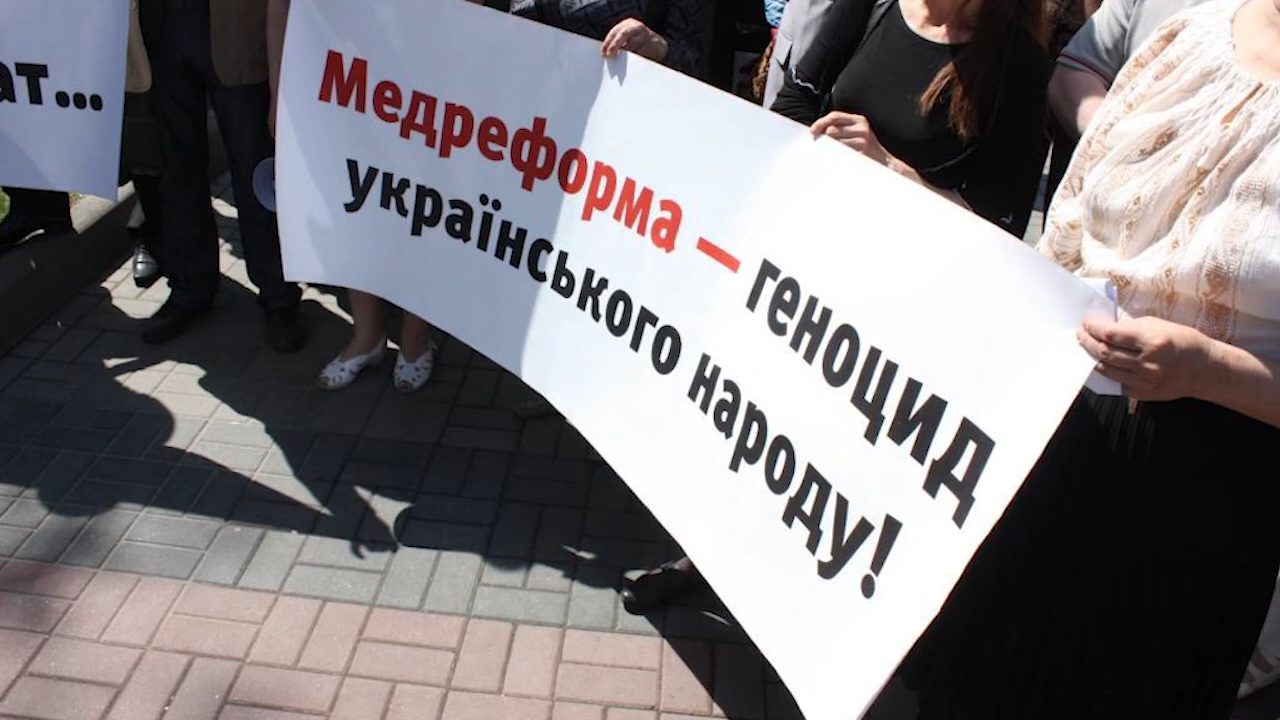 ат...
Медреформа – геноцид
українського народу!